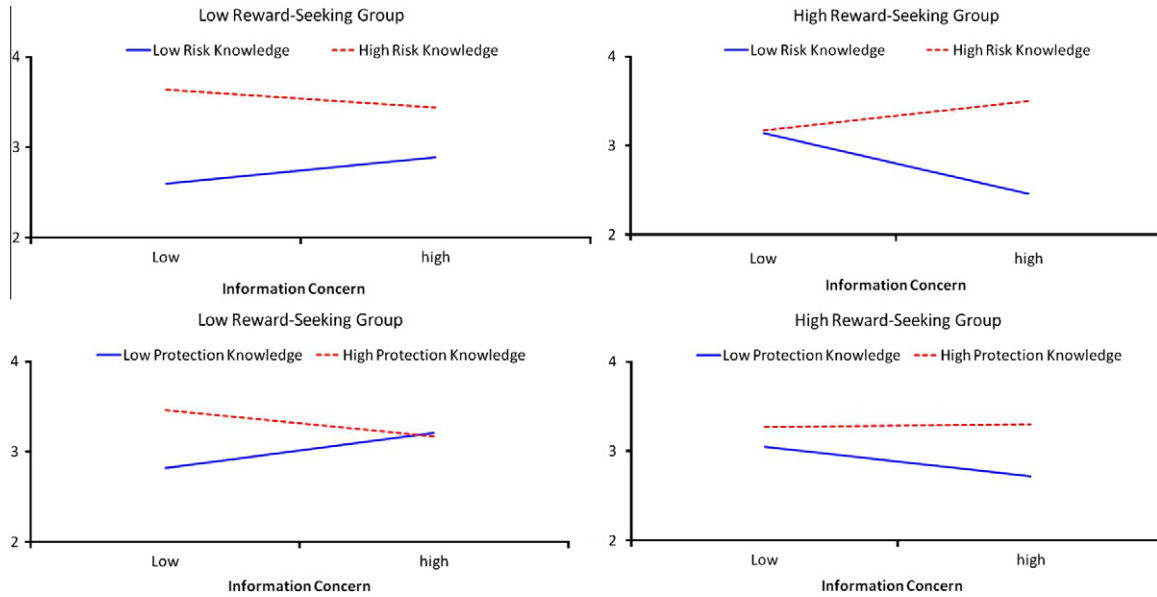 Low Reward-Seeking Group
Low Risk Knowledge High Risk Knowledge
4
3
2
Low high
Information Concern
High Reward-Seeking Group
Low Risk Knowledge High Risk Knowledge
4
3
2
Low high
Information Concern
Low Reward-Seeking Group
Low Protection Knowledge High Protection Knowledge
4
3
2
Low high
Information Concern
High Reward-Seeking Group
Low Protection Knowledge High Protection Knowledge
4
3
2
Low high
Information Concern